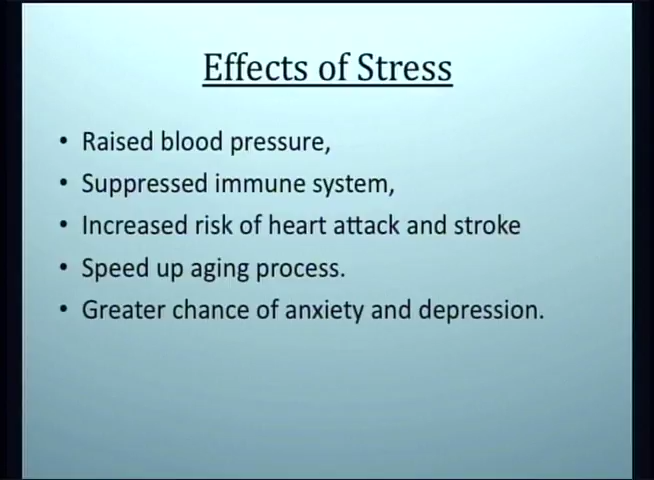 Effects of Stress
• Raised blood pressure,
• Suppressed immune system,
• Increased risk of heart attack and stroke
• Speed up aging process.
• Greater chance of anxiety and depression.